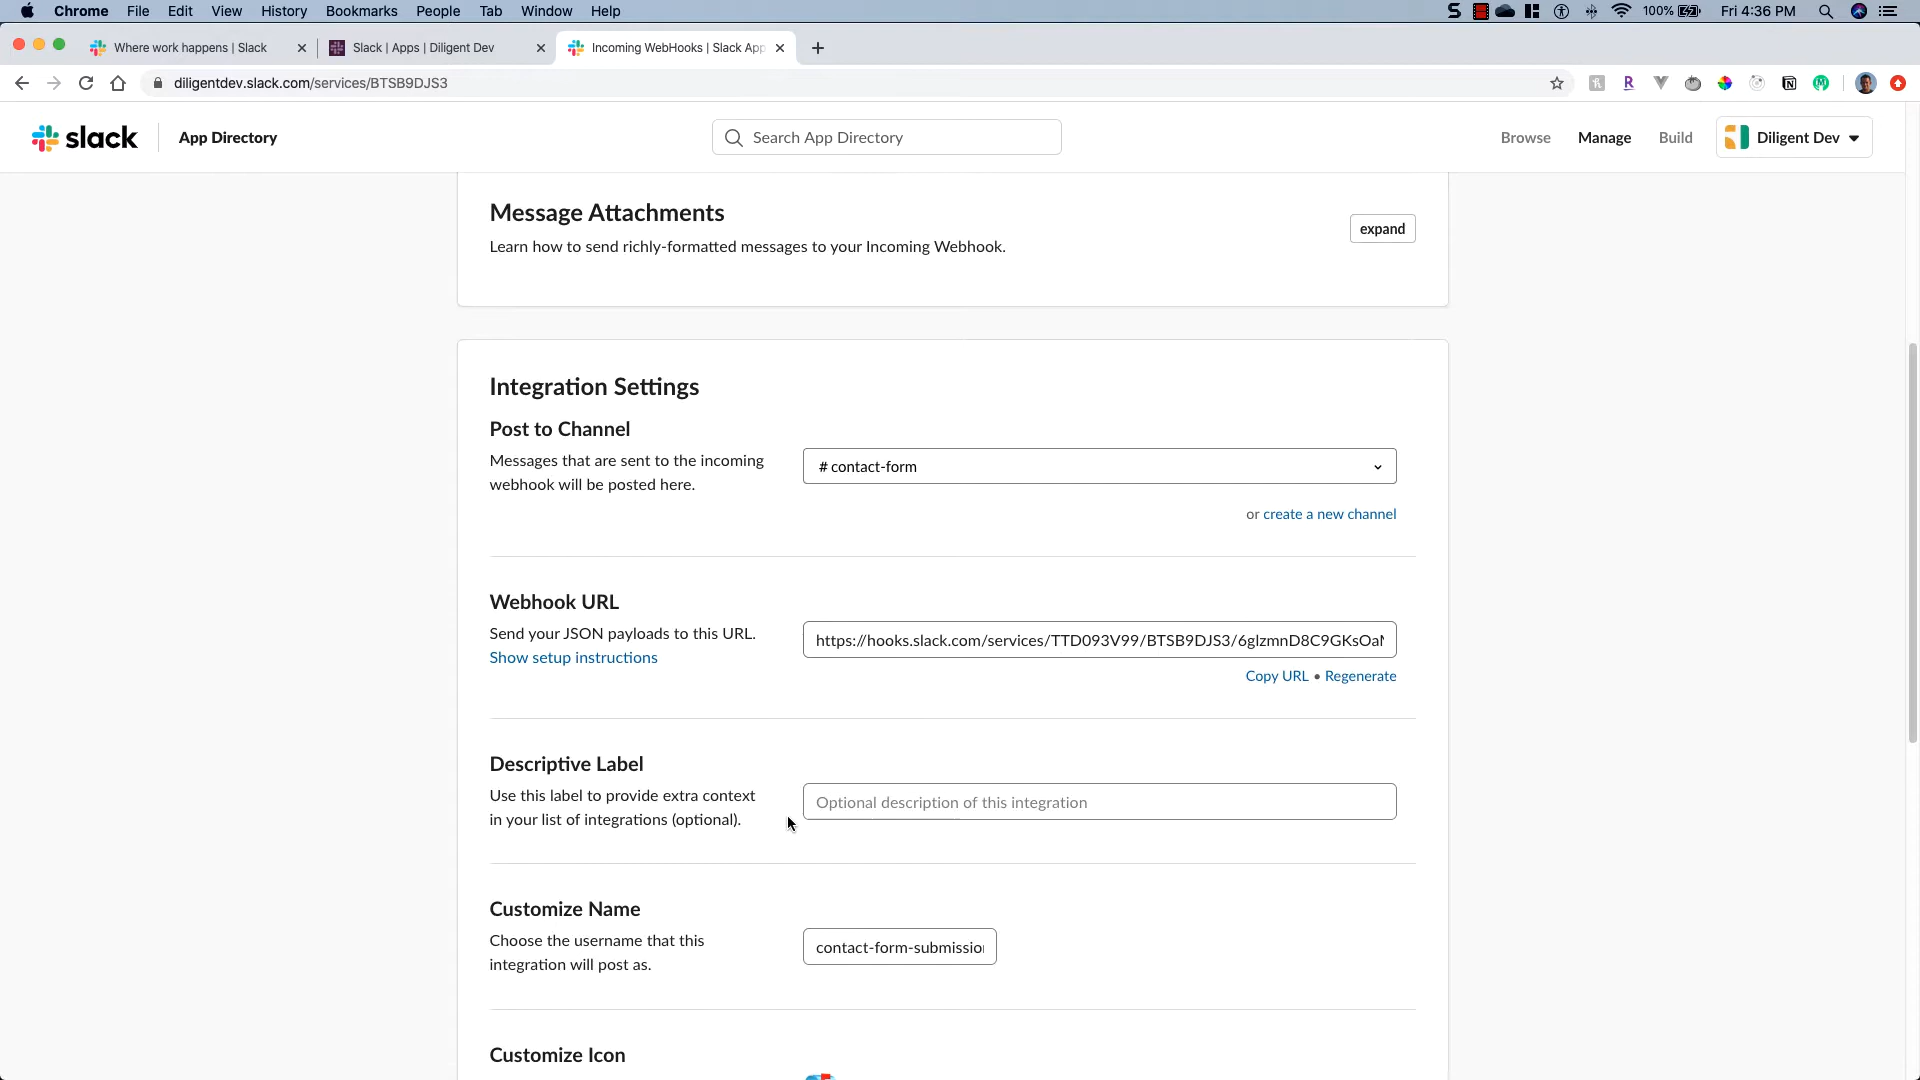 Chrome File Edit View History Bookmarks People Tab Window Help
100% Fri 4:36 PM
Where work happens | Slack
Slack | Apps | Diligent Dev
Incoming WebHooks | Slack App
diligentdev.slack.com/services/BTSB9DJS3
slack App Directory
Search App Directory
Browse Manage Build Diligent Dev
Message Attachments
Learn how to send richly-formatted messages to your Incoming Webhook.
expand
Integration Settings
Post to Channel
Messages that are sent to the incoming
webhook will be posted here.
# contact-form
or create a new channel
Webhook URL
Send your JSON payloads to this URL.
Show setup instructions
https://hooks.slack.com/services/TTD093V99/BTSB9DJS3/6glzmnD8C9GKsOa
Copy URL • Regenerate
Descriptive Label
Use this label to provide extra context
in your list of integrations (optional).
Optional description of this integration
Customize Name
Choose the username that this
integration will post as.
contact-form-submission
Customize Icon